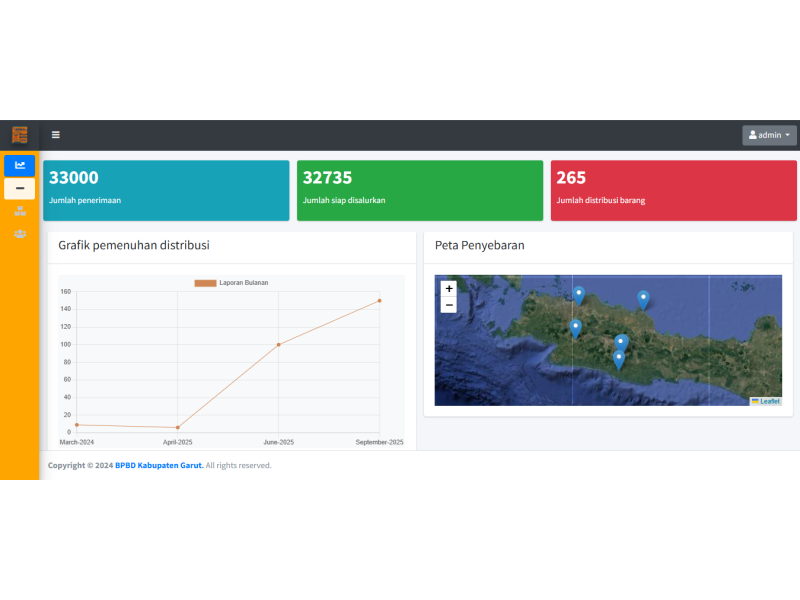 admin
33000
Jumlah penerimaan
32735
Jumlah siap disalurkan
265
Jumlah distribusi barang
Grafik pemenuhan distribusi
Laporan Bulanan
160
140
120
100
80
60
40
20
0
March-2024
April-2025
June-2025
September-2025
Peta Penyebaran
+
−
Leaflet
Copyright © 2024 BPBD Kabupaten Garut. All rights reserved.